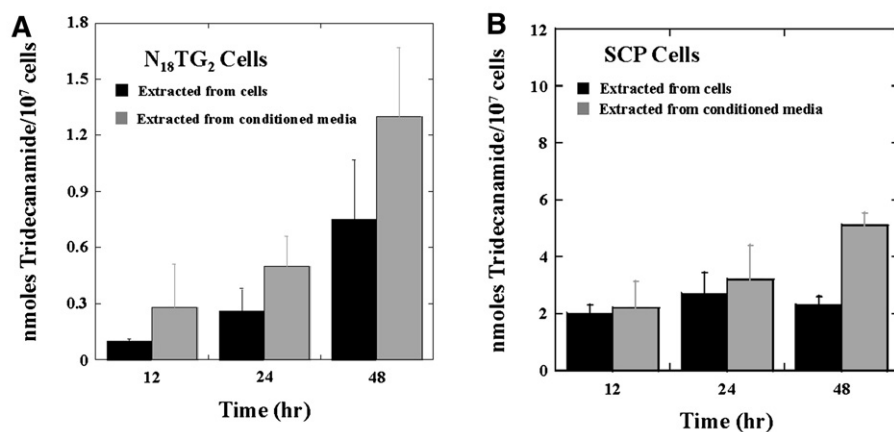 A
N₁₈TG₂ Cells
Extracted from cells
Extracted from conditioned media
nmoles Tridecanamide/10⁷ cells
1.8
1.5
1.2
0.9
0.6
0.3
0
12 24 48
Time (hr)
B
SCP Cells
Extracted from cells
Extracted from conditioned media
nmoles Tridecanamide/10⁷ Cells
12
10
8
6
4
2
0
12 24 48
Time (hr)